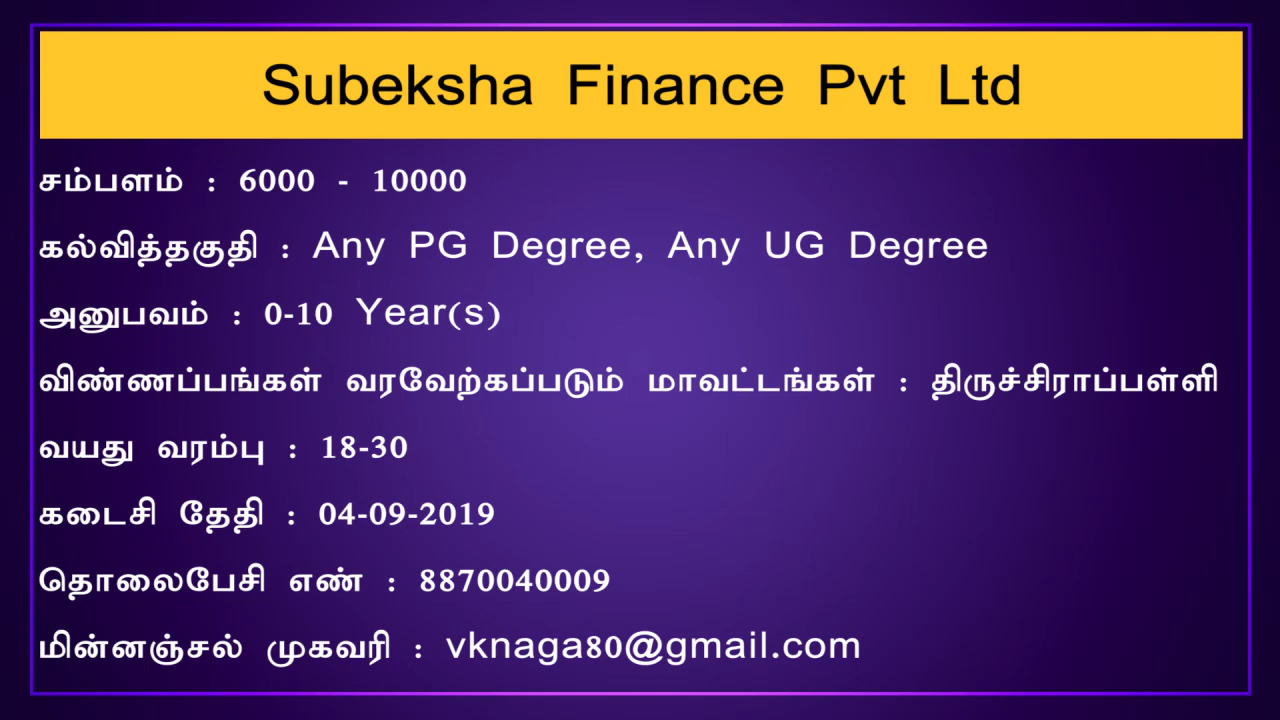 Subeksha Finance Pvt Ltd
சம்பளம் : 6000 - 10000
கல்வித்தகுதி : Any PG Degree, Any UG Degree
அனுபவம் : 0-10 Year(s)
விண்ணப்பங்கள் வரவேற்கப்படும் மாவட்டங்கள் : திருச்சிராப்பள்ளி
வயது வரம்பு : 18-30
கடைசி தேதி : 04-09-2019
தொலைபேசி எண் : 8870040009
மின்னஞ்சல் முகவரி : vknaga80@gmail.com